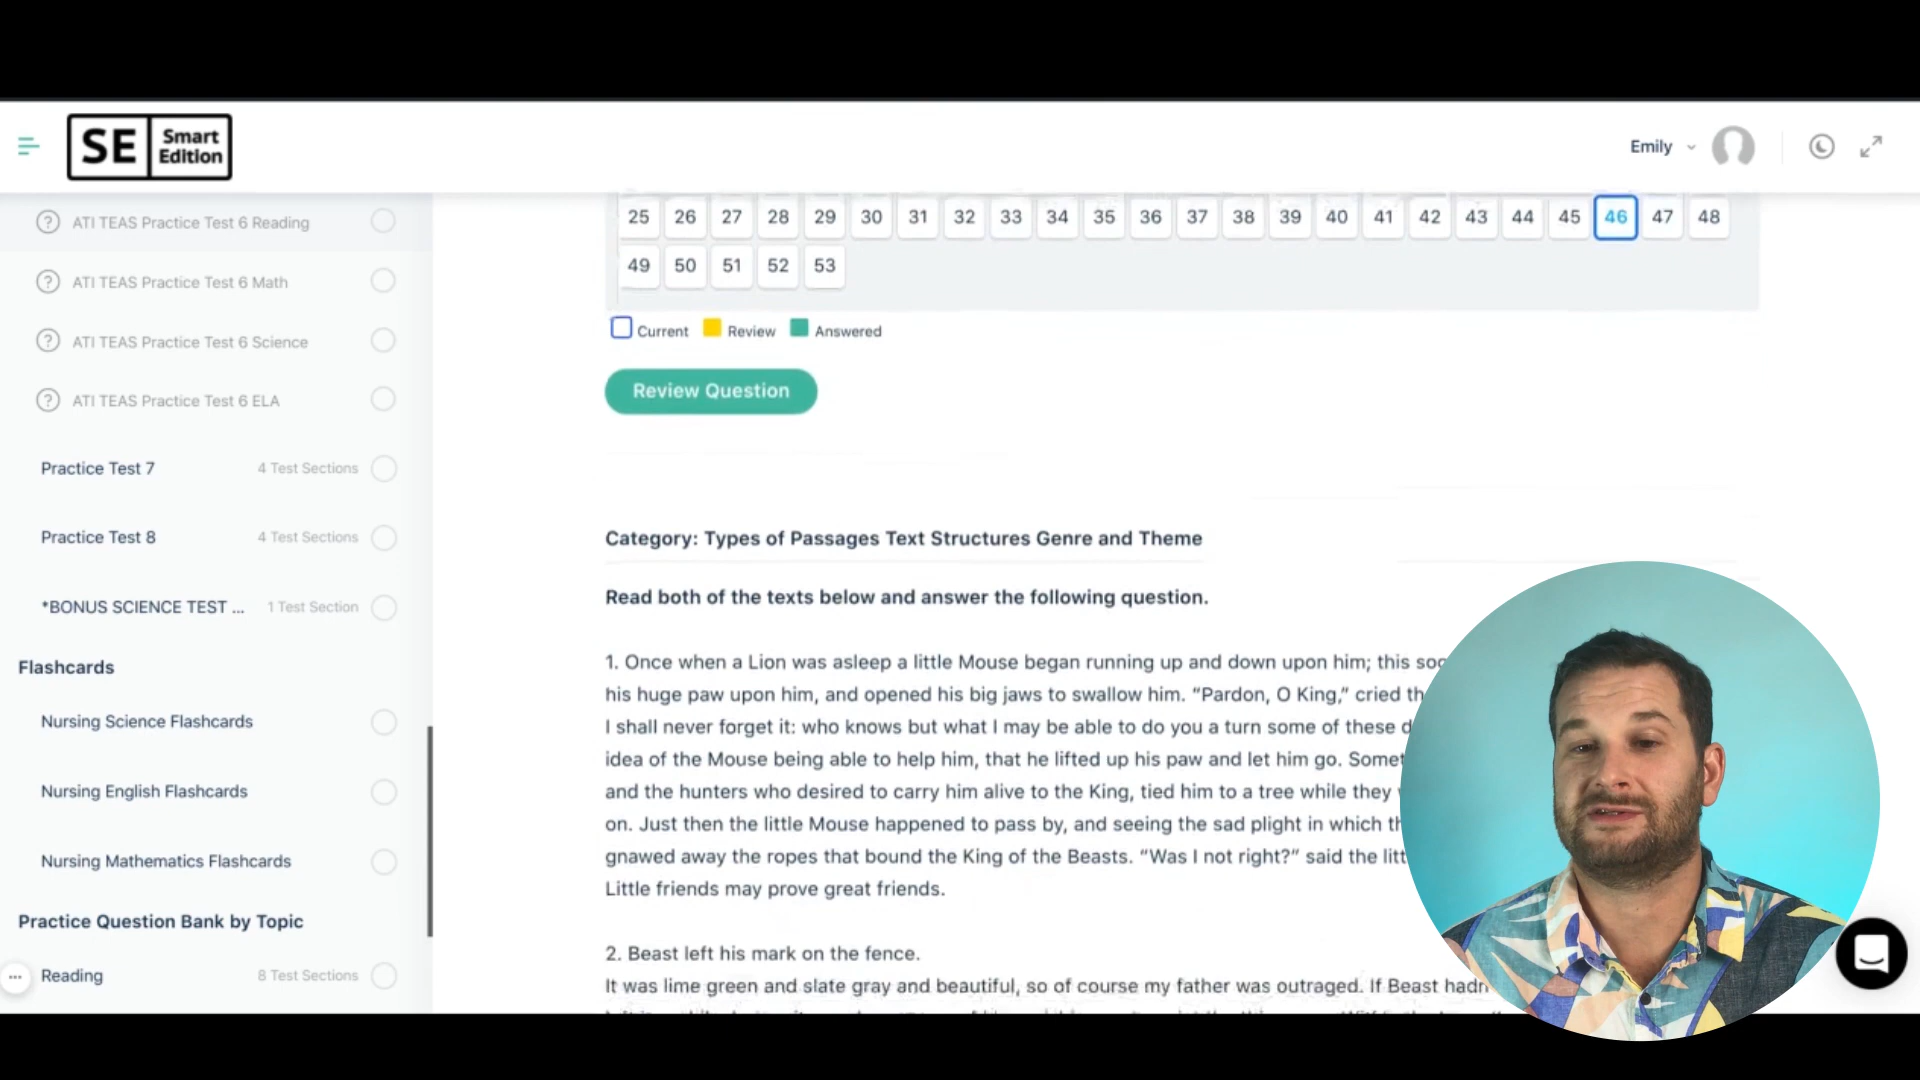 SE Smart Edition
Emily
ATI TEAS Practice Test 6 Reading
ATI TEAS Practice Test 6 Math
ATI TEAS Practice Test 6 Science
ATI TEAS Practice Test 6 ELA
Practice Test 7 4 Test Sections
Practice Test 8 4 Test Sections
*BONUS SCIENCE TEST ... 1 Test Section
Flashcards
Nursing Science Flashcards
Nursing English Flashcards
Nursing Mathematics Flashcards
Practice Question Bank by Topic
Reading 8 Test Sections
25 26 27 28 29 30 31 32 33 34 35 36 37 38 39 40 41 42 43 44 45 46 47 48
49 50 51 52 53
Current Review Answered
Review Question
Category: Types of Passages Text Structures Genre and Theme
Read both of the texts below and answer the following question.
1. Once when a Lion was asleep a little Mouse began running up and down upon him; this
his huge paw upon him, and opened his big jaws to swallow him. “Pardon, O King,” cried
I shall never forget it: who knows but what I may be able to do you a turn some of these
idea of the Mouse being able to help him, that he lifted up his paw and let him go.
and the hunters who desired to carry him alive to the King, tied him to a tree while they
on. Just then the little Mouse happened to pass by, and seeing the sad plight in which
gnawed away the ropes that bound the King of the Beasts. “Was I not right?” said the
Little friends may prove great friends.
2. Beast left his mark on the fence.
It was lime green and slate gray and beautiful, so of course my father was outraged. If Beast